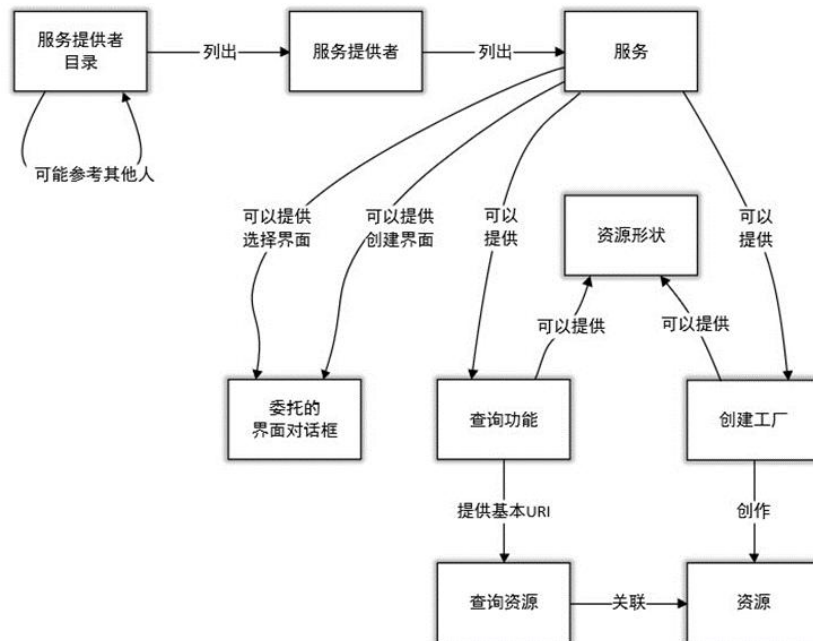 服务提供者
目录
列出
服务提供者
列出
服务
可能参考其他人
可以提供
选择界面
可以提供
创建界面
可以
提供
资源形状
可以
提供
可以提供
可以提供
委托的
界面对话框
查询功能
创建工厂
提供基本URI
创作
查询资源
关联
资源